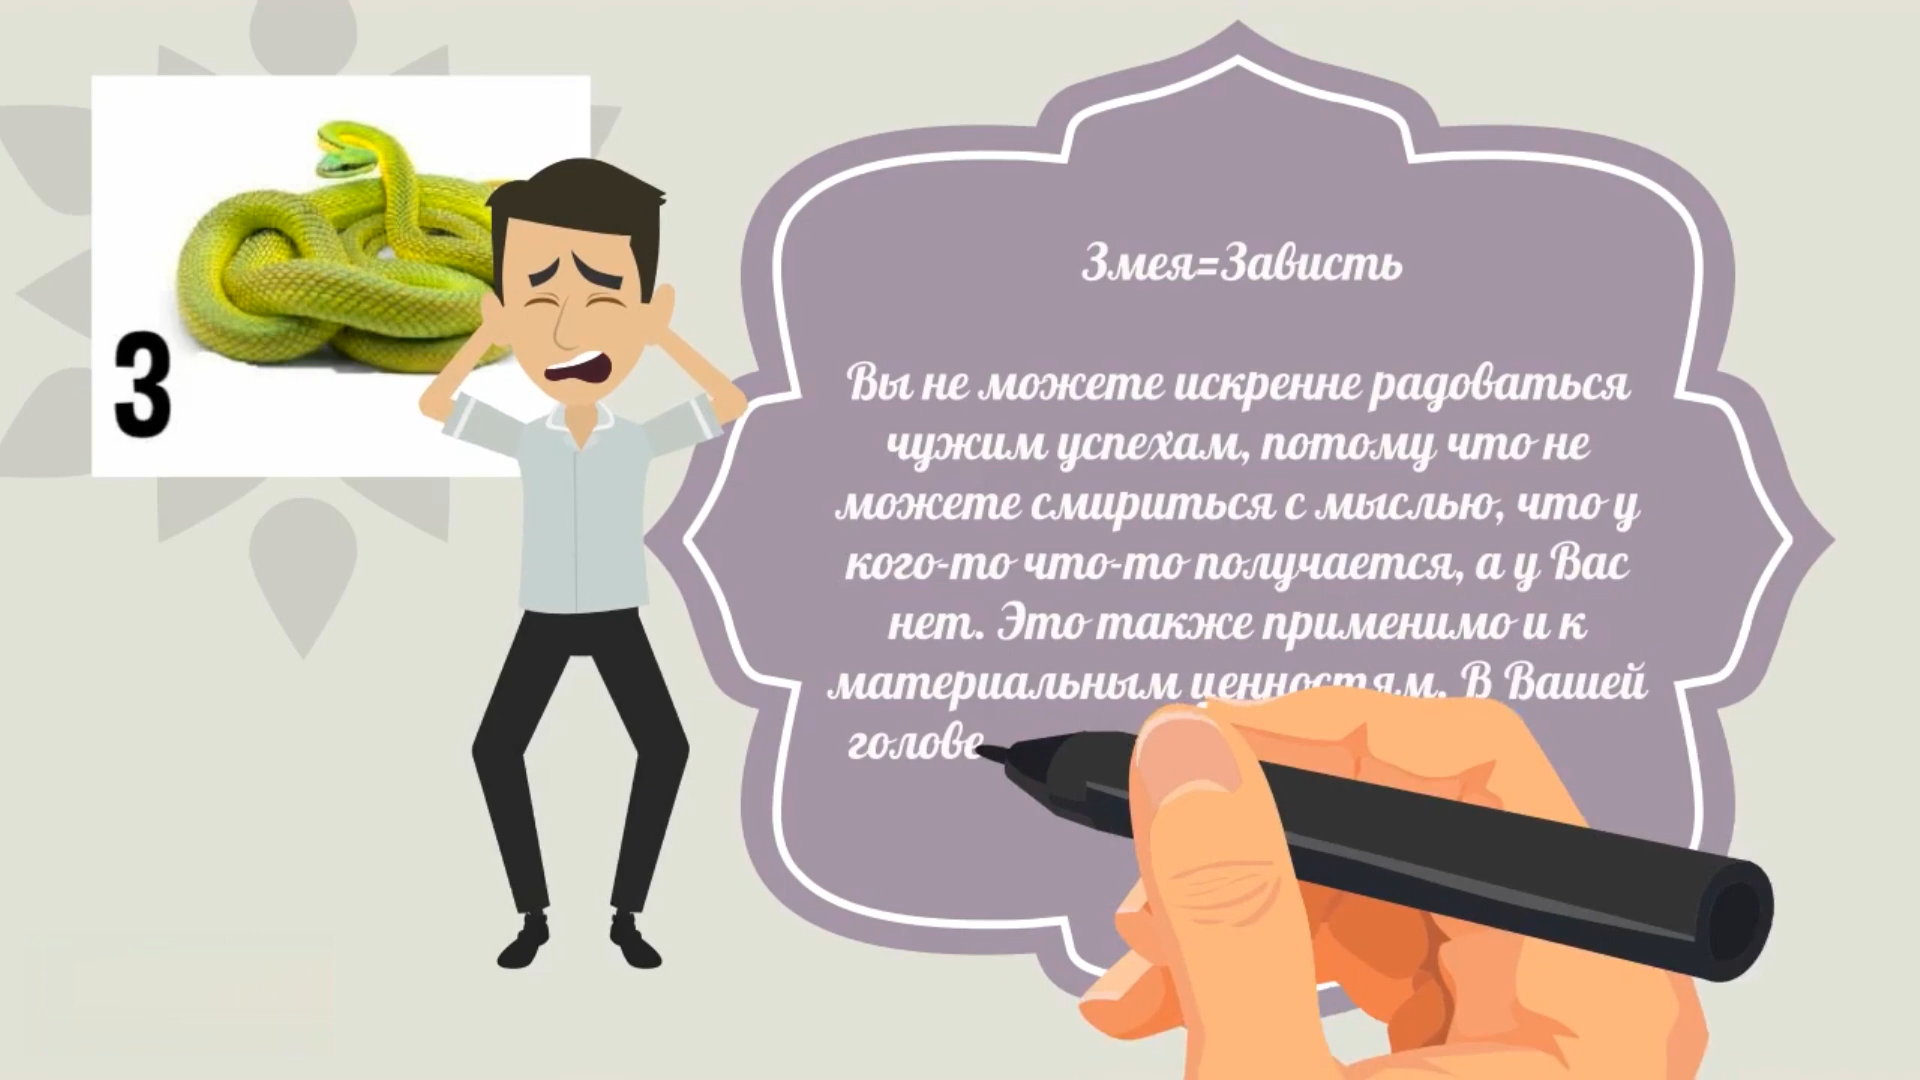 3
Змея=Зависть
Вы не можете искренне радоваться
чужим успехам, потому что не
можете смириться с мыслью, что у
кого-то что-то получается, а у Вас
нет. Это также применимо и к
материальным ценностям. В Вашей
голове